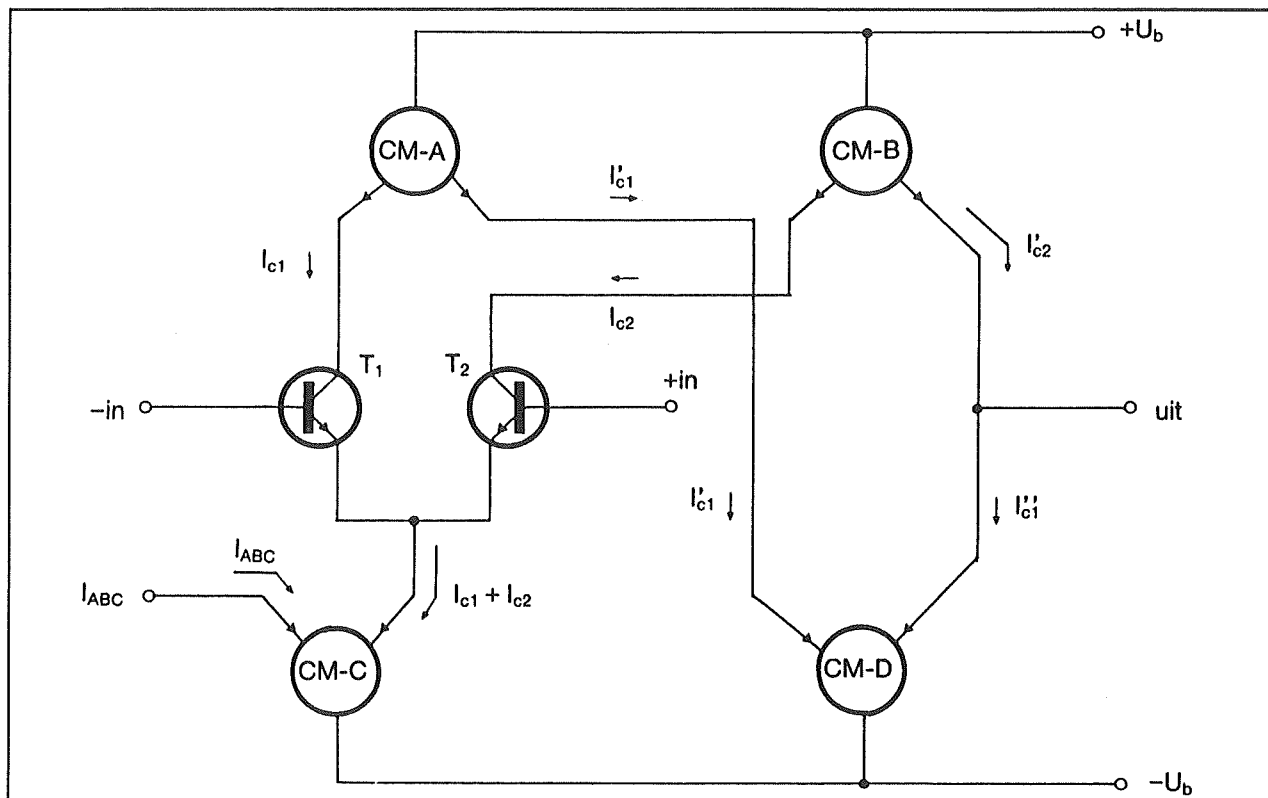 +U_b
CM-A
CM-B
I'_c1
I'_c2
I_c1
I_c2
T_1
T_2
+in
-in
uit
I'_c1
I''_c1
I_ABC
I_ABC
I_c1 + I_c2
CM-C
CM-D
-U_b